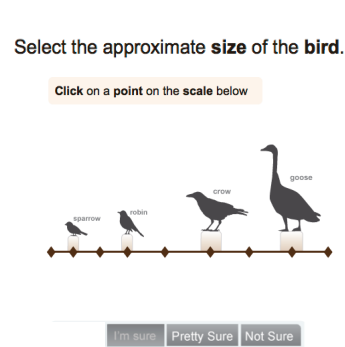 Select the approximate size of the bird.
Click on a point on the scale below
goose
crow
robin
sparrow
I'm sure Pretty Sure Not Sure